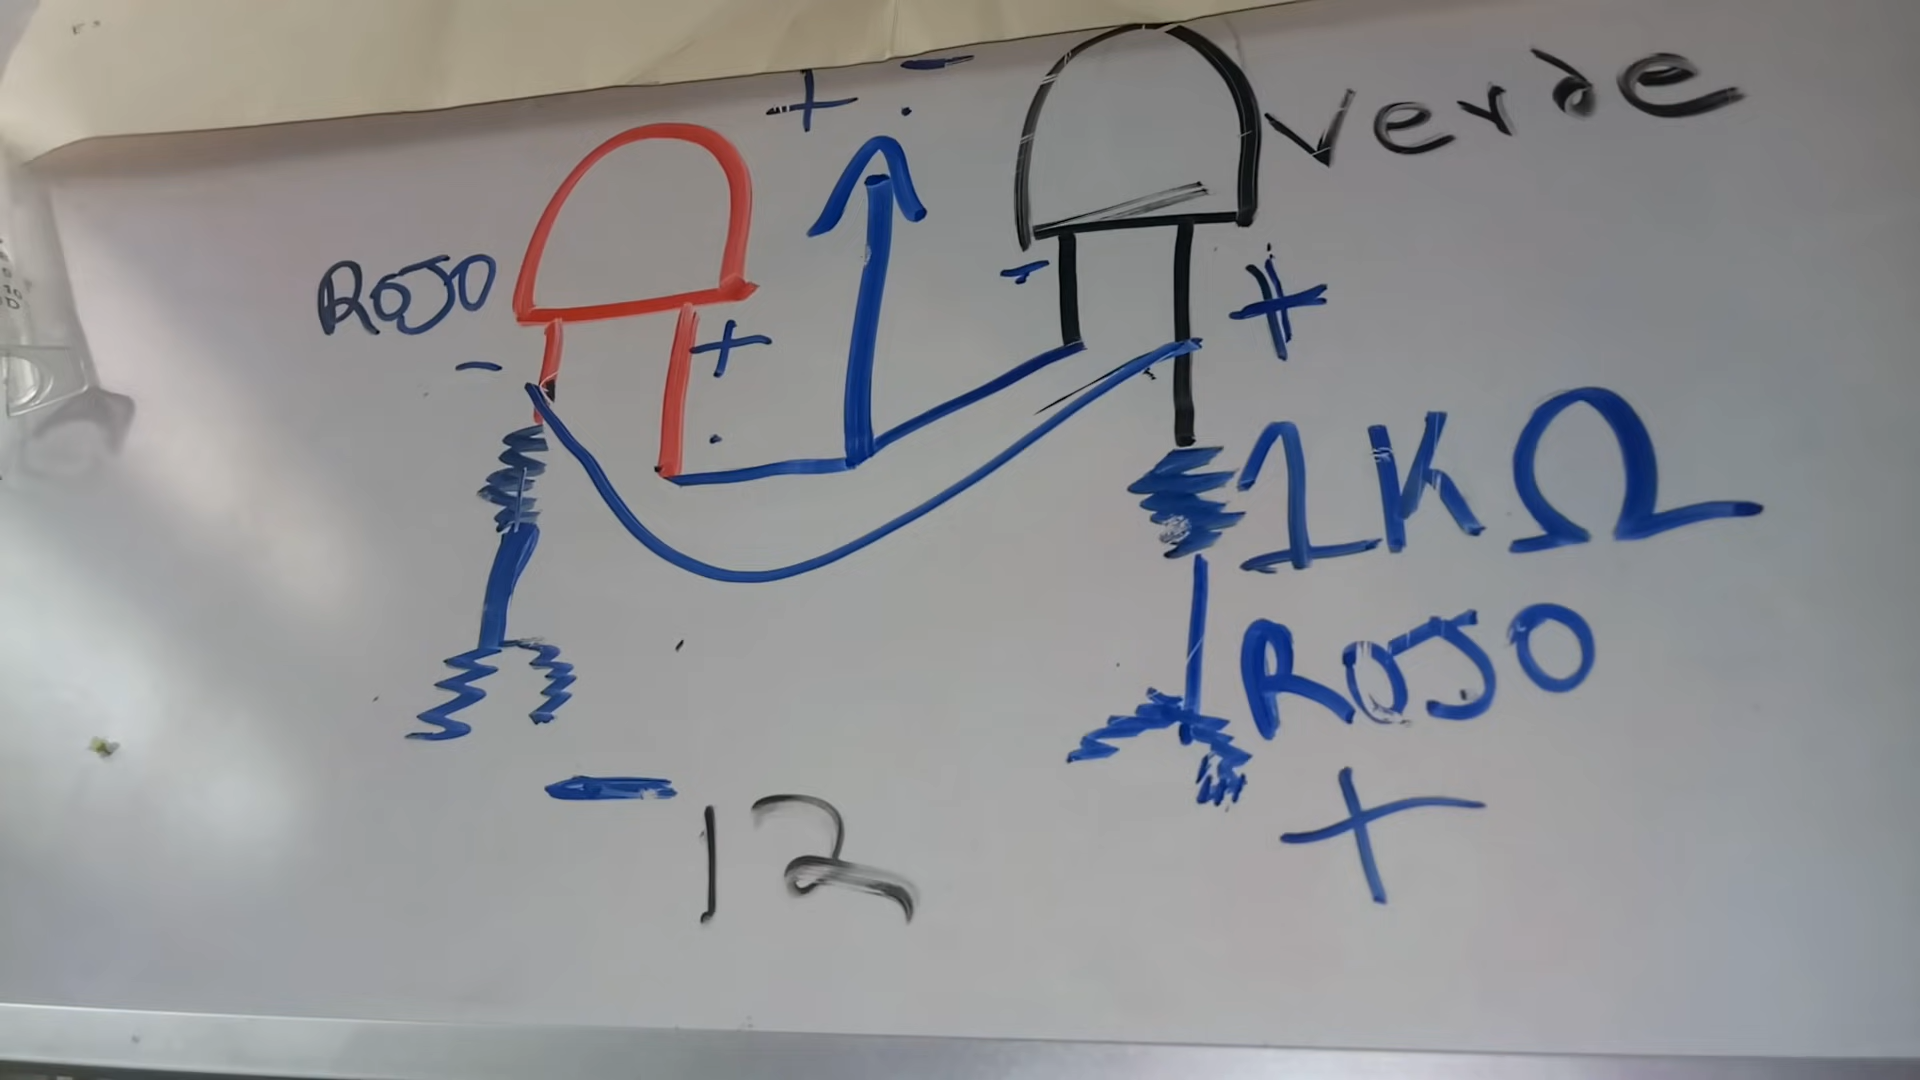 + -
Verde
ROJO
- +
- +
1KΩ
ROJO
- +
12